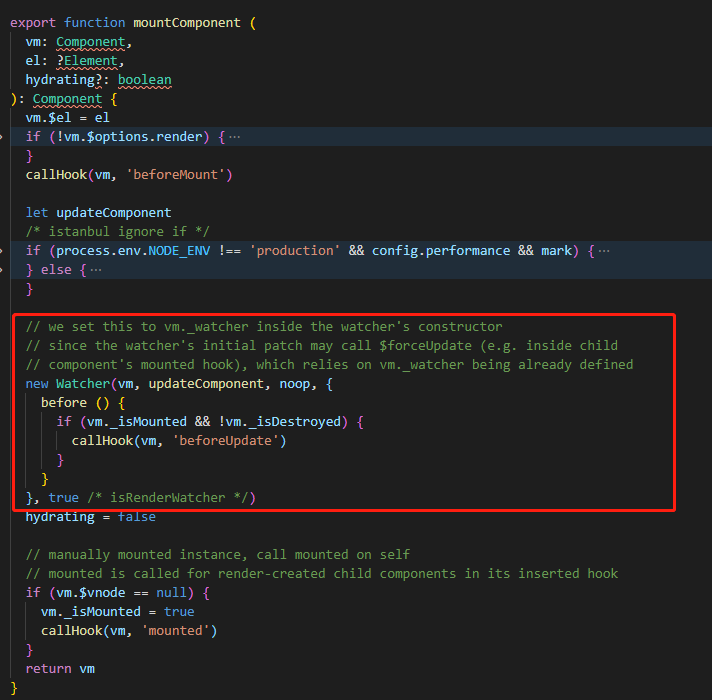 export function mountComponent (
  vm: Component,
  el: ?Element,
  hydrating?: boolean
): Component {
  vm.$el = el
  if (!vm.$options.render) { ···
  }
  callHook(vm, 'beforeMount')

  let updateComponent
  /* istanbul ignore if */
  if (process.env.NODE_ENV !== 'production' && config.performance && mark) { ···
  } else { ···
  }

  // we set this to vm._watcher inside the watcher's constructor
  // since the watcher's initial patch may call $forceUpdate (e.g. inside child
  // component's mounted hook), which relies on vm._watcher being already defined
  new Watcher(vm, updateComponent, noop, {
    before () {
      if (vm._isMounted && !vm._isDestroyed) {
        callHook(vm, 'beforeUpdate')
      }
    }
  }, true /* isRenderWatcher */)
  hydrating = false

  // manually mounted instance, call mounted on self
  // mounted is called for render-created child components in its inserted hook
  if (vm.$vnode == null) {
    vm._isMounted = true
    callHook(vm, 'mounted')
  }
  return vm
}